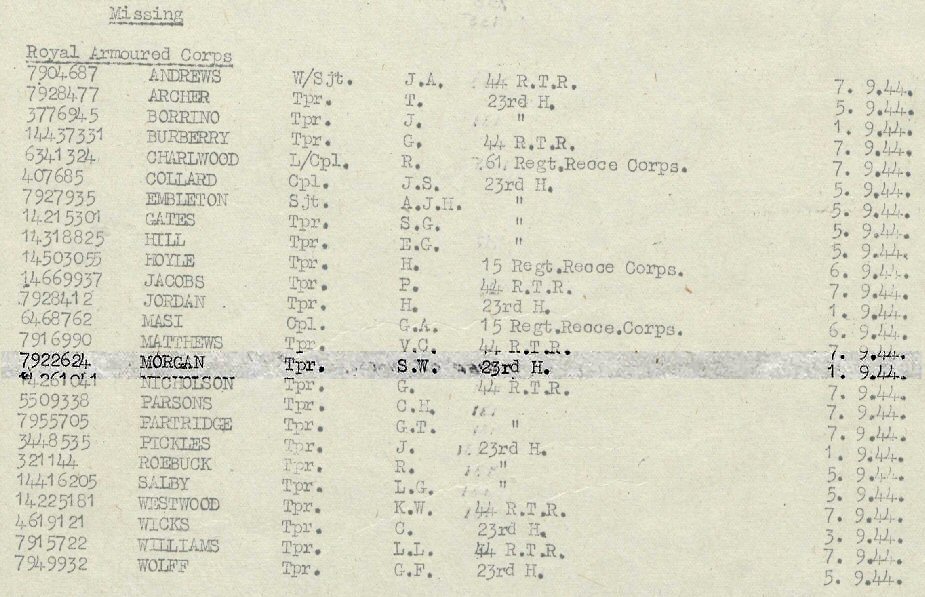 Missing
Royal Armoured Corps
7904687 ANDREWS W/Sjt. J.A. 44 R.T.R. 7. 9.44.
7928477 ARCHER Tpr. T. 23rd H. 5. 9.44.
3776945 BORRINO Tpr. J. " 1. 9.44.
14437331 BURBERRY Tpr. G. 44 R.T.R. 7. 9.44.
6341324 CHARLWOOD L/Cpl. R. 61 Regt.Recce Corps. 7. 9.44.
407685 COLLARD Cpl. J.S. 23rd H. 5. 9.44.
7927935 EMBLETON Sjt. A.J.H. " 5. 9.44.
14215301 GATES Tpr. S.G. " 5. 9.44.
14318825 HILL Tpr. E.G. " 5. 9.44.
14503055 HOYLE Tpr. H. 15 Regt.Recce Corps. 6. 9.44.
14669937 JACOBS Tpr. P. 44 R.T.R. 7. 9.44.
7928412 JORDAN Tpr. H. 23rd H. 1. 9.44.
6468762 MASI Cpl. G.A. 15 Regt.Recce.Corps. 6. 9.44.
7916990 MATTHEWS Tpr. V.C. 44 R.T.R. 7. 9.44.
7922624 MORGAN Tpr. S.W. 23rd H. 1. 9.44.
14261041 NICHOLSON Tpr. G. 44 R.T.R. 7. 9.44.
5509338 PARSONS Tpr. C.H. 7. 9.44.
7955705 PARTRIDGE Tpr. G.T. " 7. 9.44.
3448535 PICKLES Tpr. J. 23rd H. 1. 9.44.
321144 ROEBUCK Tpr. R. " 5. 9.44.
14416205 SALBY Tpr. L.G. " 5. 9.44.
14225181 WESTWOOD Tpr. K.W. 44 R.T.R. 7. 9.44.
4619121 WICKS Tpr. C. 23rd H. 3. 9.44.
7915722 WILLIAMS Tpr. L.L. 44 R.T.R. 7. 9.44.
7949932 WOLFF Tpr. G.F. 23rd H. 5. 9.44.